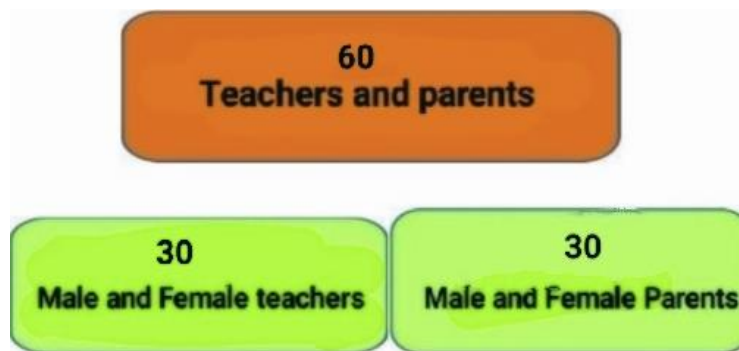 60
Teachers and parents
30
Male and Female teachers
30
Male and Female Parents